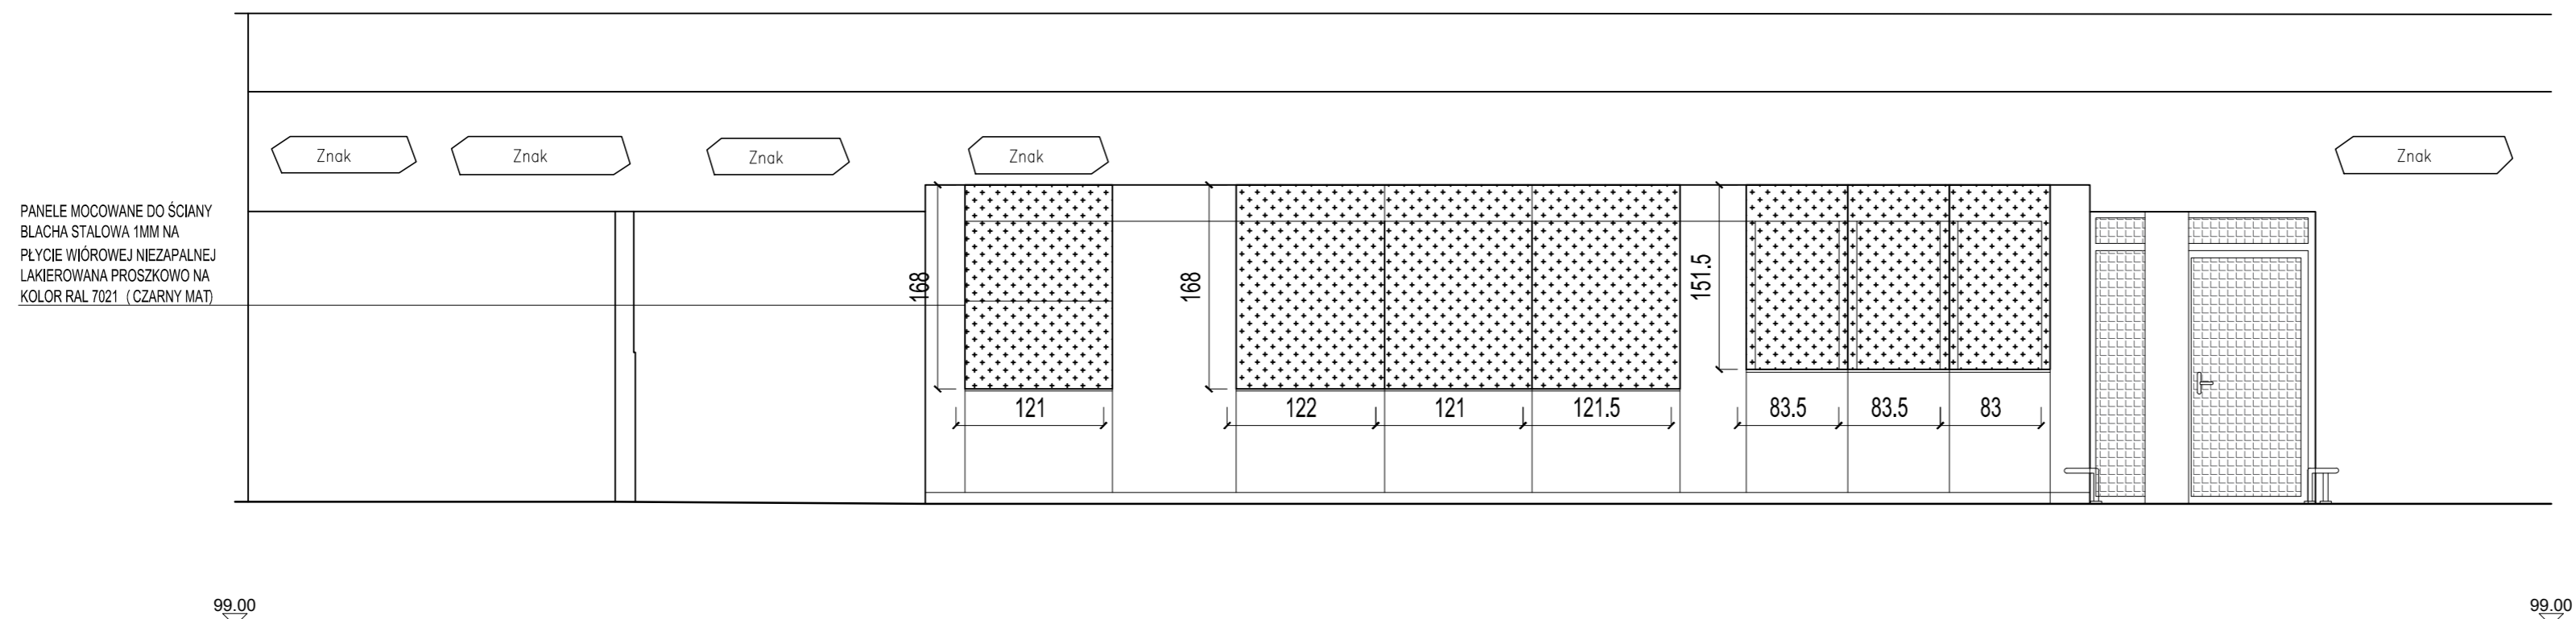 Znak
Znak
Znak
Znak
Znak
PANELE MOCOWANE DO ŚCIANY
BLACHA STALOWA 1MM NA
PŁYCIE WIÓROWEJ NIEZAPALNEJ
LAKIEROWANA PROSZKOWO NA
KOLOR RAL 7021 ( CZARNY MAT)
168
168
151.5
121
122
121
121.5
83.5
83.5
83
99.00
99.00